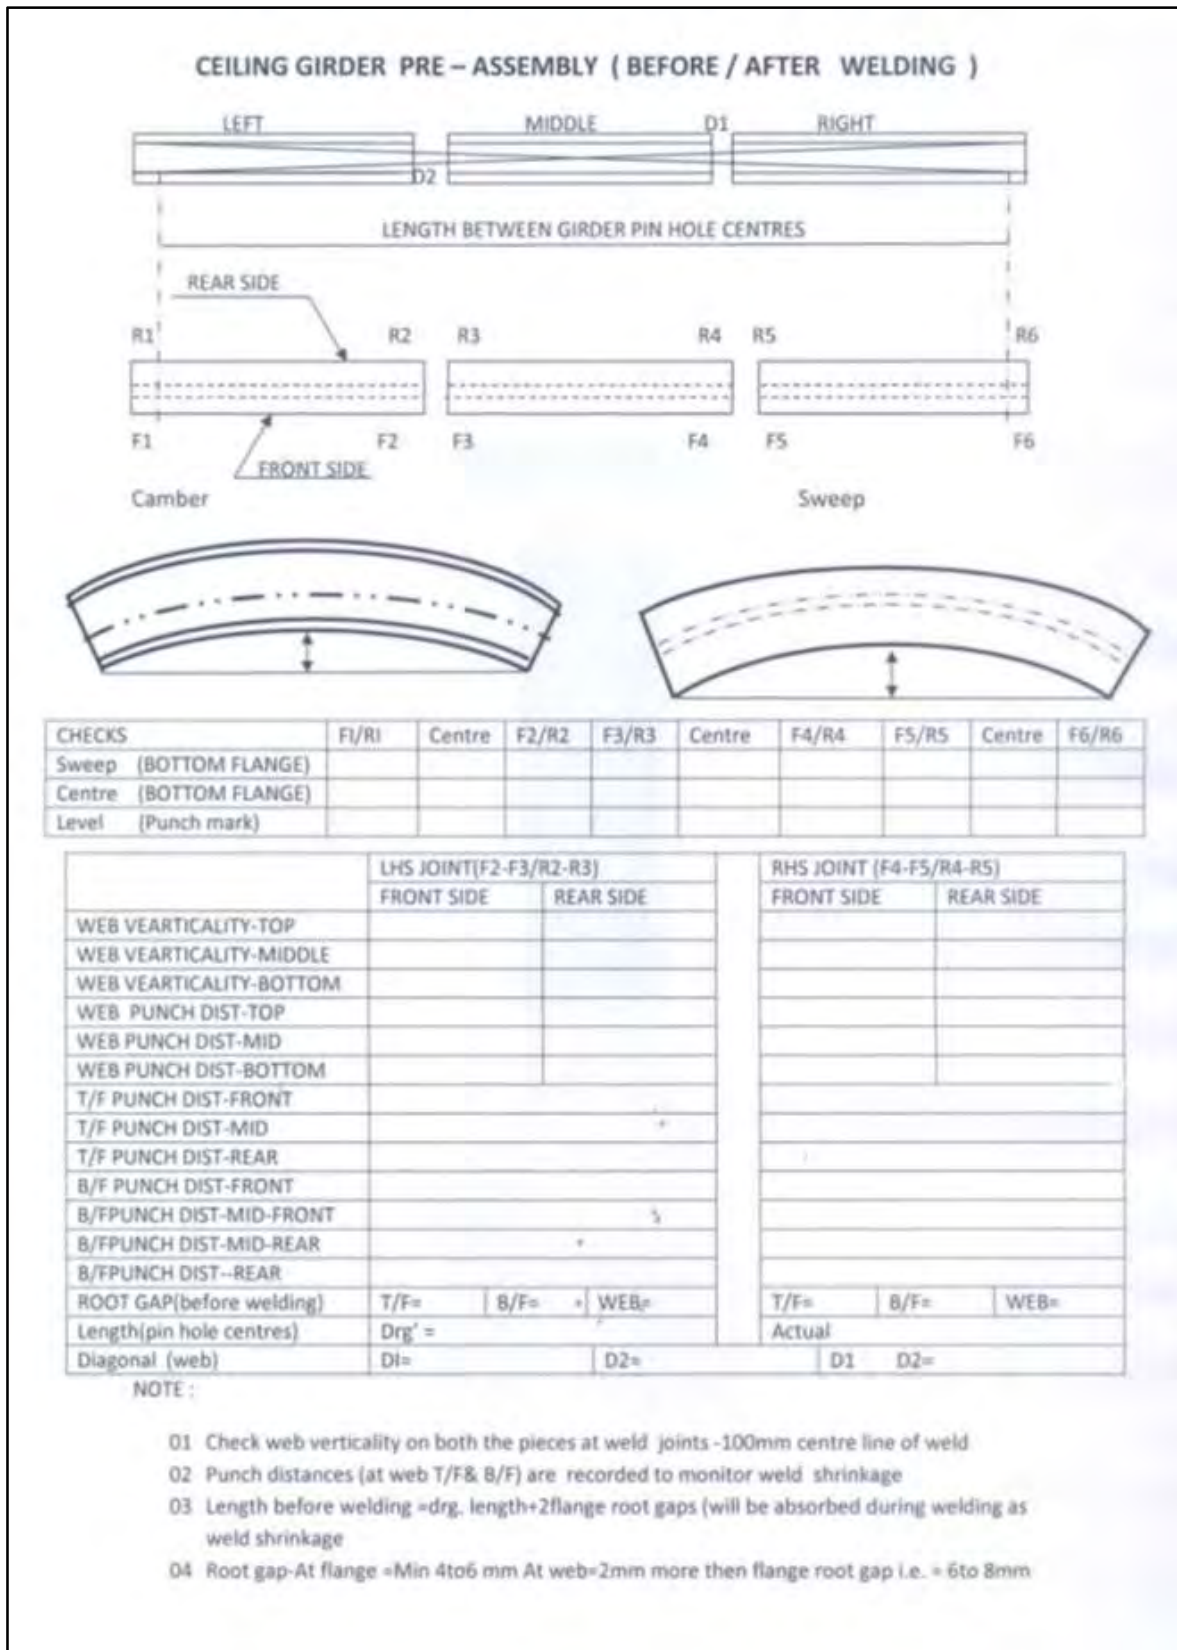 CEILING GIRDER PRE – ASSEMBLY ( BEFORE / AFTER WELDING )
LEFT MIDDLE D1 RIGHT
D2
LENGTH BETWEEN GIRDER PIN HOLE CENTRES
REAR SIDE
R1 R2 R3 R4 R5 R6
F1 F2 F3 F4 F5 F6
FRONT SIDE
Camber Sweep
CHECKS FI/RI Centre F2/R2 F3/R3 Centre F4/R4 F5/R5 Centre F6/R6
Sweep (BOTTOM FLANGE)
Centre (BOTTOM FLANGE)
Level (Punch mark)
LHS JOINT(F2-F3/R2-R3) RHS JOINT (F4-F5/R4-R5)
FRONT SIDE REAR SIDE FRONT SIDE REAR SIDE
WEB VEARTICALITY-TOP
WEB VEARTICALITY-MIDDLE
WEB VEARTICALITY-BOTTOM
WEB PUNCH DIST-TOP
WEB PUNCH DIST-MID
WEB PUNCH DIST-BOTTOM
T/F PUNCH DIST-FRONT
T/F PUNCH DIST-MID
T/F PUNCH DIST-REAR
B/F PUNCH DIST-FRONT
B/FPUNCH DIST-MID-FRONT
B/FPUNCH DIST-MID-REAR
B/FPUNCH DIST--REAR
ROOT GAP(before welding) T/F= B/F= WEB= T/F= B/F= WEB=
Length(pin hole centres) Drg' = Actual
Diagonal (web) DI= D2= D1 D2=
NOTE :
01 Check web verticality on both the pieces at weld joints -100mm centre line of weld
02 Punch distances (at web T/F& B/F) are recorded to monitor weld shrinkage
03 Length before welding =drg. length+2flange root gaps (will be absorbed during welding as
weld shrinkage
04 Root gap-At flange =Min 4to6 mm At web=2mm more then flange root gap i.e. = 6to 8mm